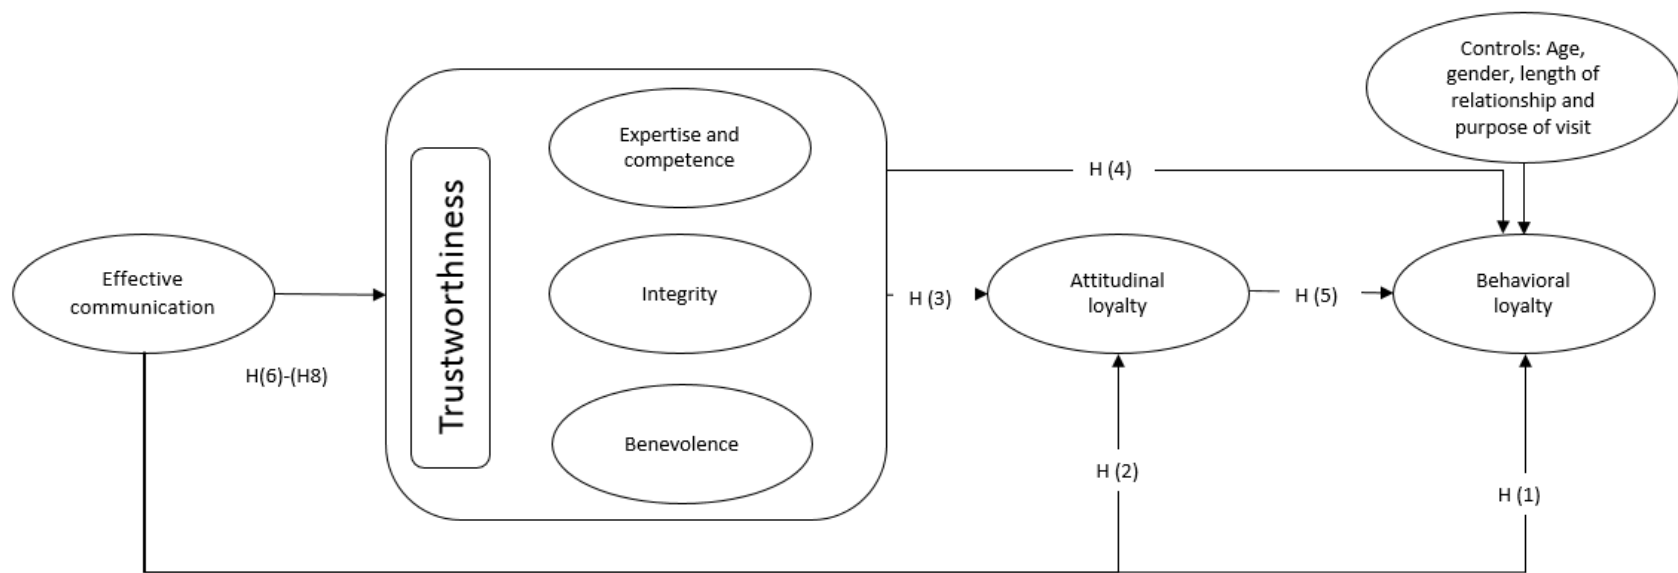 Controls: Age,
gender, length of
relationship and
purpose of visit
Expertise and
competence
H (4)
Trustworthiness
Effective
communication
Integrity
H (3)
Attitudinal
loyalty
H (5)
Behavioral
loyalty
H(6)-(H8)
Benevolence
H (2)
H (1)